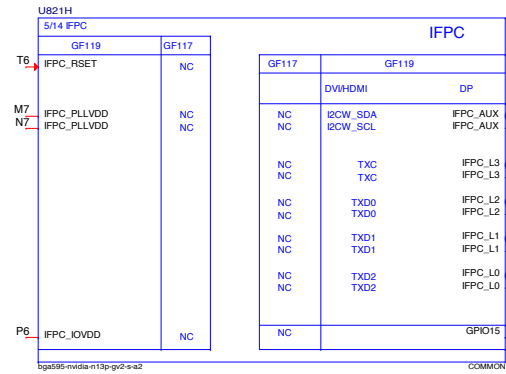 U821H
5/14 IFPC
IFPC
GF119 GF117
T6 IFPC_RSET NC
GF117 GF119
DVI/HDMI DP
M7 IFPC_PLLVDD NC
N7 IFPC_PLLVDD NC
NC I2CW_SDA IFPC_AUX
NC I2CW_SCL IFPC_AUX
NC TXC IFPC_L3
NC TXC IFPC_L3
NC TXD0 IFPC_L2
NC TXD0 IFPC_L2
NC TXD1 IFPC_L1
NC TXD1 IFPC_L1
NC TXD2 IFPC_L0
NC TXD2 IFPC_L0
P6 IFPC_IOVDD NC
NC GPIO15
bga595-nvidia-n13p-gv2-s-a2 COMMON